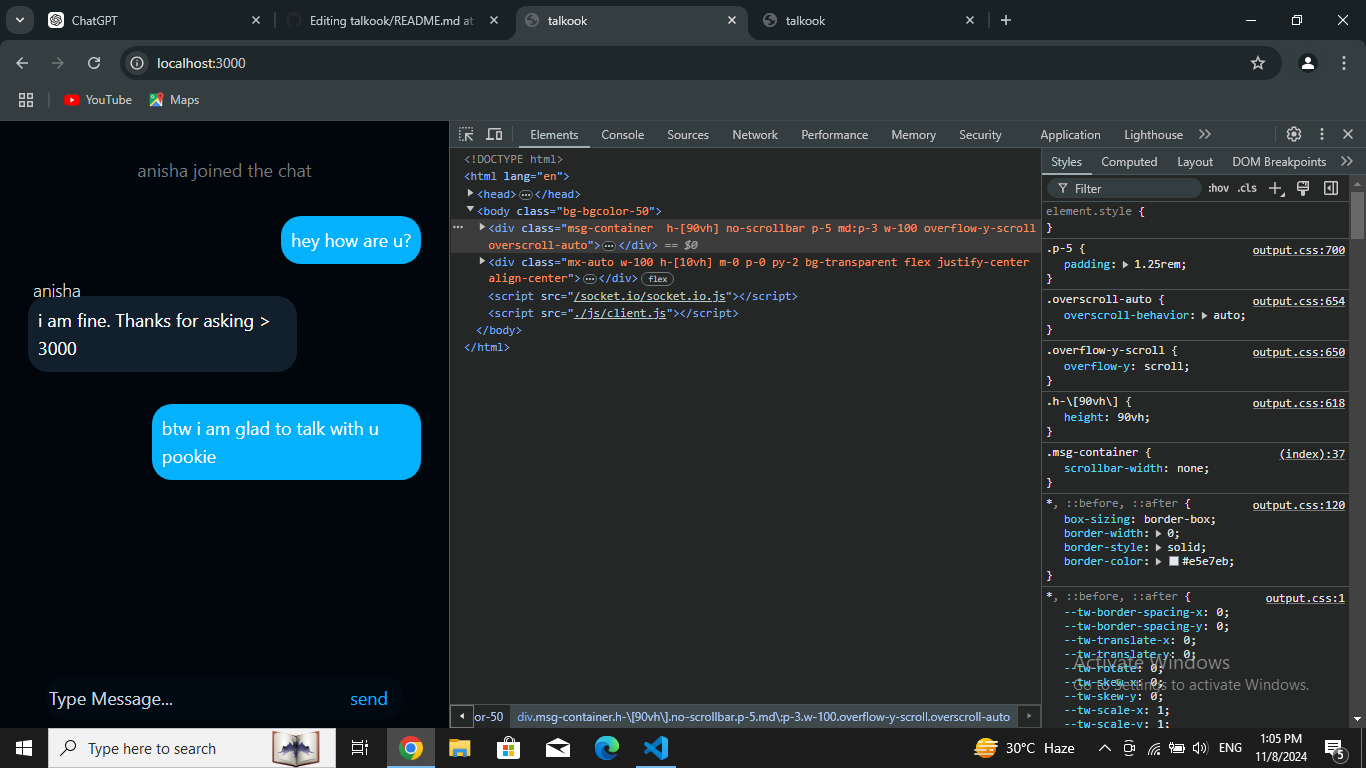 ChatGPT
Editing talkook/README.md at
talkook
talkook
localhost:3000
YouTube
Maps
anisha joined the chat
hey how are u?
anisha
i am fine. Thanks for asking >
3000
btw i am glad to talk with u
pookie
Type Message...
send
Elements Console Sources Network Performance Memory Security Application Lighthouse
<!DOCTYPE html>
<html lang="en">
<head> </head>
<body class="bg-bgcolor-50">
<div class="msg-container  h-[90vh] no-scrollbar p-5 md:p-3 w-100 overflow-y-scroll
overscroll-auto"> </div> == $0
<div class="mx-auto w-100 h-[10vh] m-0 p-0 py-2 bg-transparent flex justify-center
align-center"> </div> flex
<script src="/socket.io/socket.io.js"></script>
<script src="./js/client.js"></script>
</body>
</html>
or-50 div.msg-container.h-\[90vh\].no-scrollbar.p-5.md\:p-3.w-100.overflow-y-scroll.overscroll-auto
Styles Computed Layout DOM Breakpoints
Filter :hov .cls
element.style {
}
.p-5 { output.css:700
padding: 1.25rem;
}
.overscroll-auto { output.css:654
overscroll-behavior: auto;
}
.overflow-y-scroll { output.css:650
overflow-y: scroll;
}
.h-\[90vh\] { output.css:618
height: 90vh;
}
.msg-container { (index):37
scrollbar-width: none;
}
*, ::before, ::after { output.css:120
box-sizing: border-box;
border-width: 0;
border-style: solid;
border-color: #e5e7eb;
}
*, ::before, ::after { output.css:1
--tw-border-spacing-x: 0;
--tw-border-spacing-y: 0;
--tw-translate-x: 0;
--tw-translate-y: 0;
--tw-rotate: 0;
--tw-skew-x: 0;
--tw-skew-y: 0;
--tw-scale-x: 1;
--tw-scale-y: 1;
Activate Windows
Go to Settings to activate Windows.
Type here to search
30°C Haze
ENG
1:05 PM
11/8/2024
5